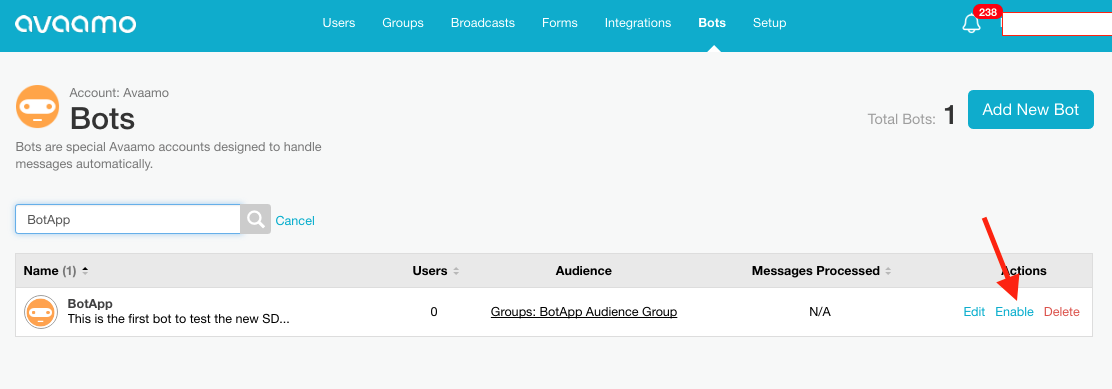 avaamo
Users Groups Broadcasts Forms Integrations Bots Setup
238
Account: Avaamo
Bots
Total Bots: 1
Add New Bot
Bots are special Avaamo accounts designed to handle
messages automatically.
BotApp
Cancel
Name (1) Users Audience Messages Processed Actions
BotApp
This is the first bot to test the new SD...
0
Groups: BotApp Audience Group
N/A
Edit Enable Delete